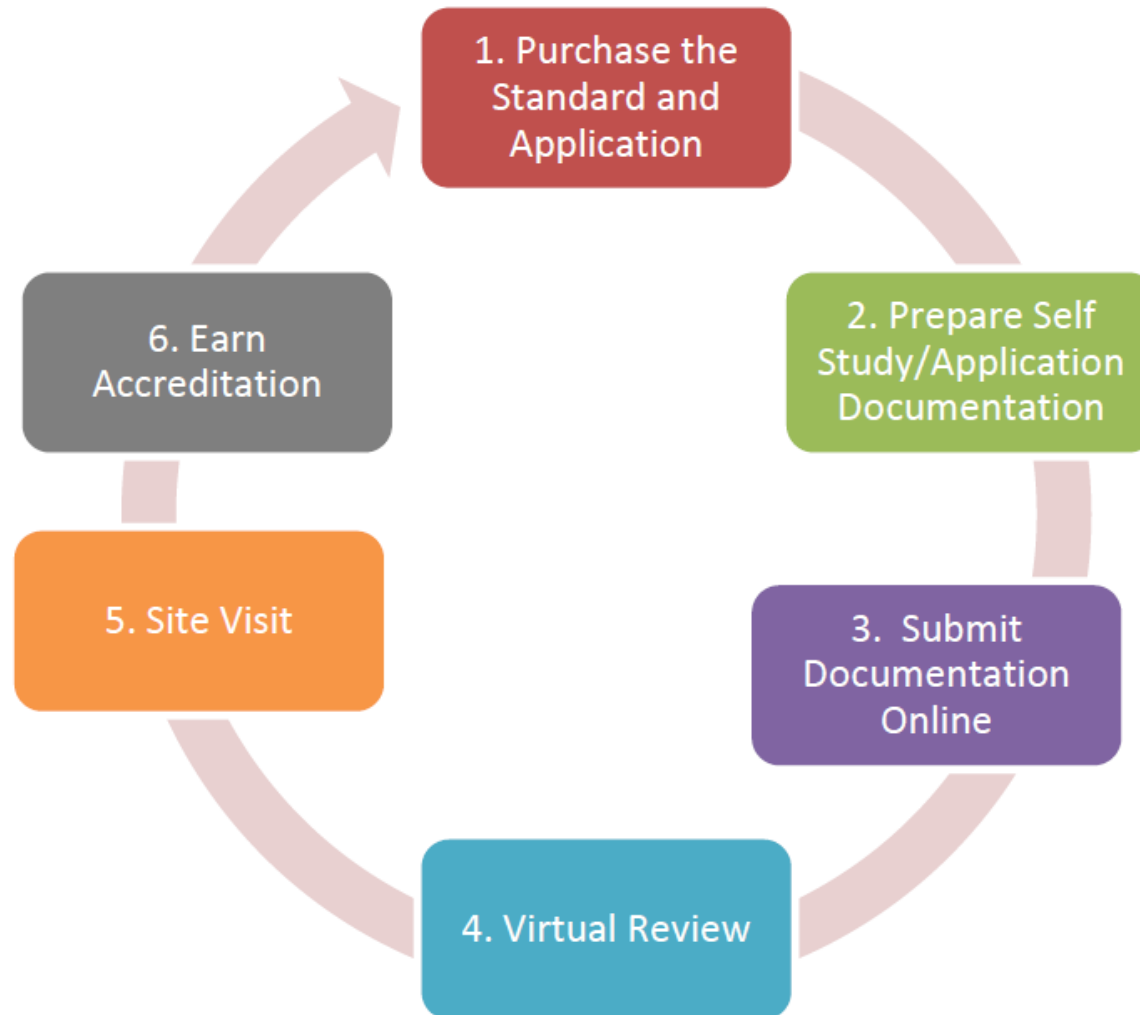 1. Purchase the
Standard and
Application
2. Prepare Self
Study/Application
Documentation
3.  Submit
Documentation
Online
4. Virtual Review
5. Site Visit
6. Earn
Accreditation